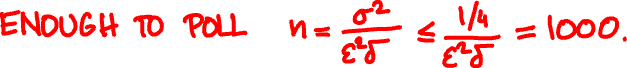 ENOUGH TO POLL n = σ²/ε²δ ≤ 1/4/ε²δ = 1000.